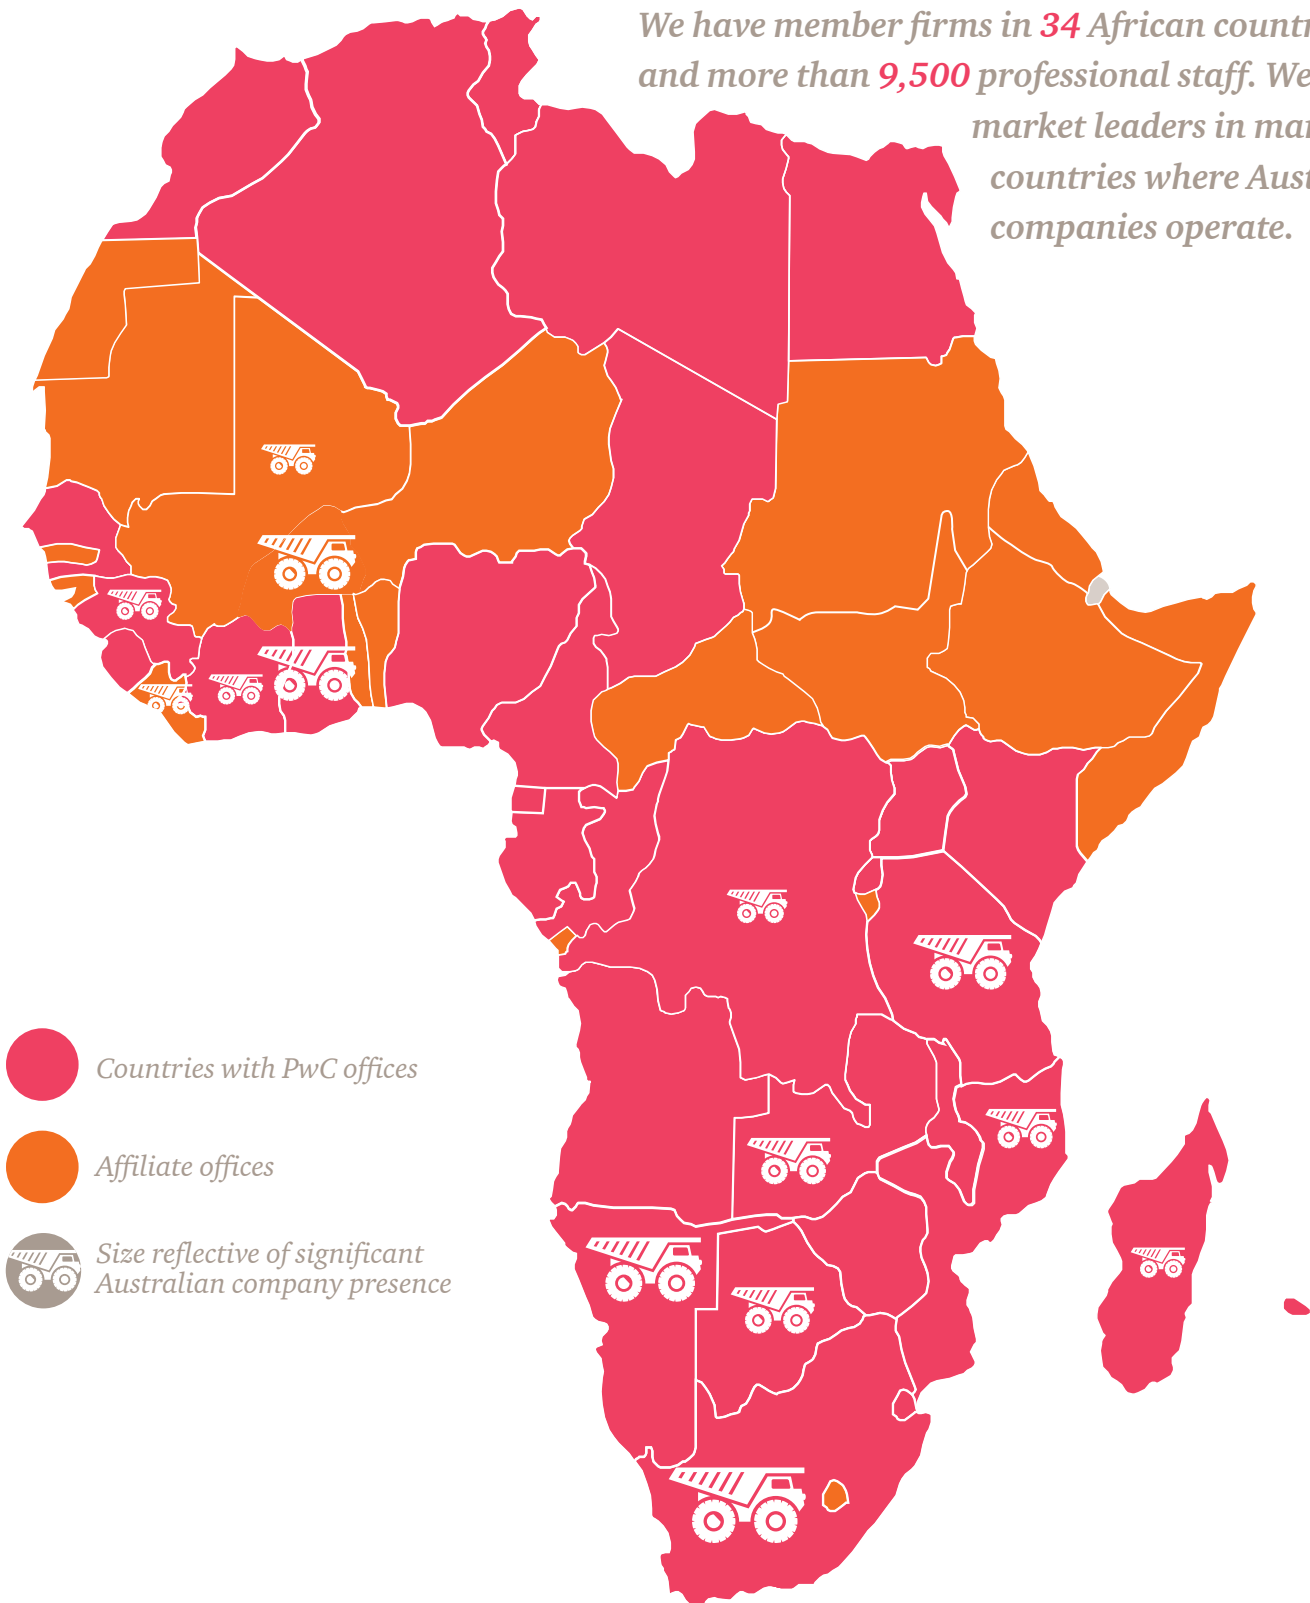 We have member firms in 34 African
and more than 9,500 professional staff. We
market leaders in
countries where
companies operate.
Countries with PwC offices
Affiliate offices
Size reflective of significant
Australian company presence